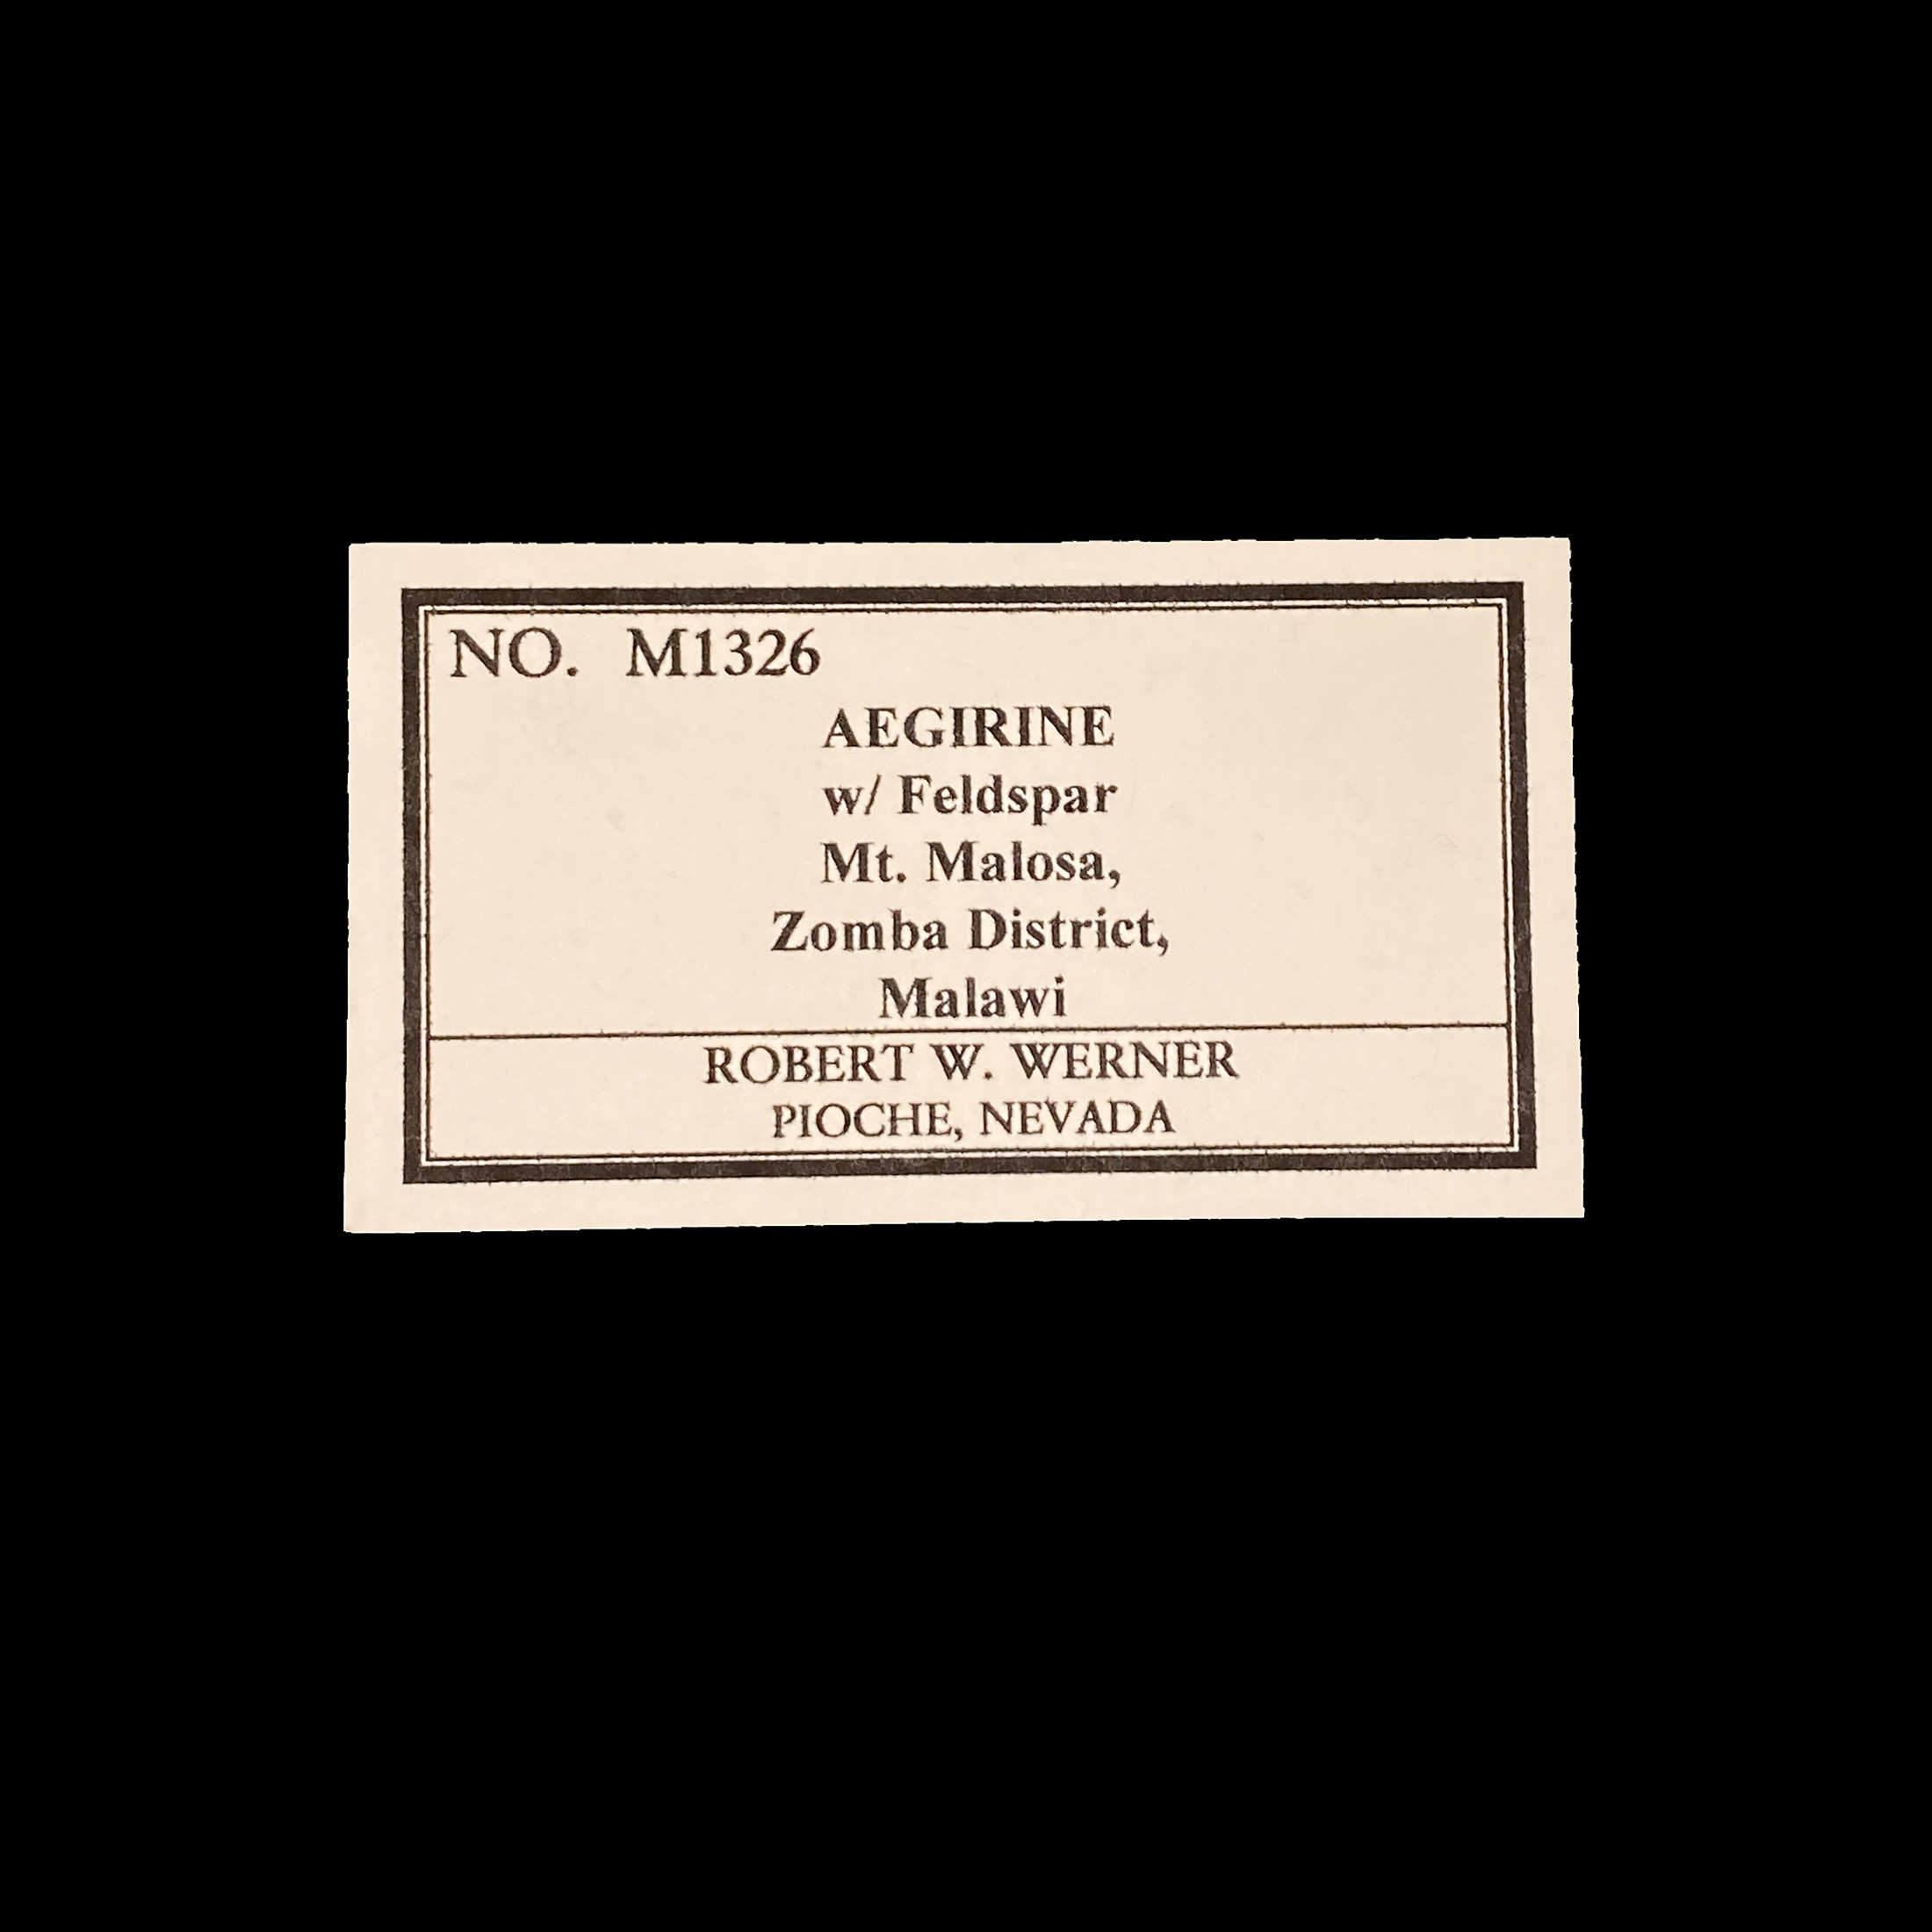 NO. M1326
AEGIRINE
w/ Feldspar
Mt. Malosa,
Zomba District,
Malawi
ROBERT W. WERNER
PIOCHE, NEVADA